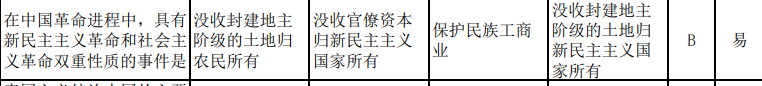 在中国革命进程中，具有
新民主主义革命和社会主
义革命双重性质的事件是
没收封建地主
阶级的土地归
农民所有
没收官僚资本
归新民主主义
国家所有
保护民族工商
业
没收封建地主
阶级的土地归
新民主主义国
家所有
B
易